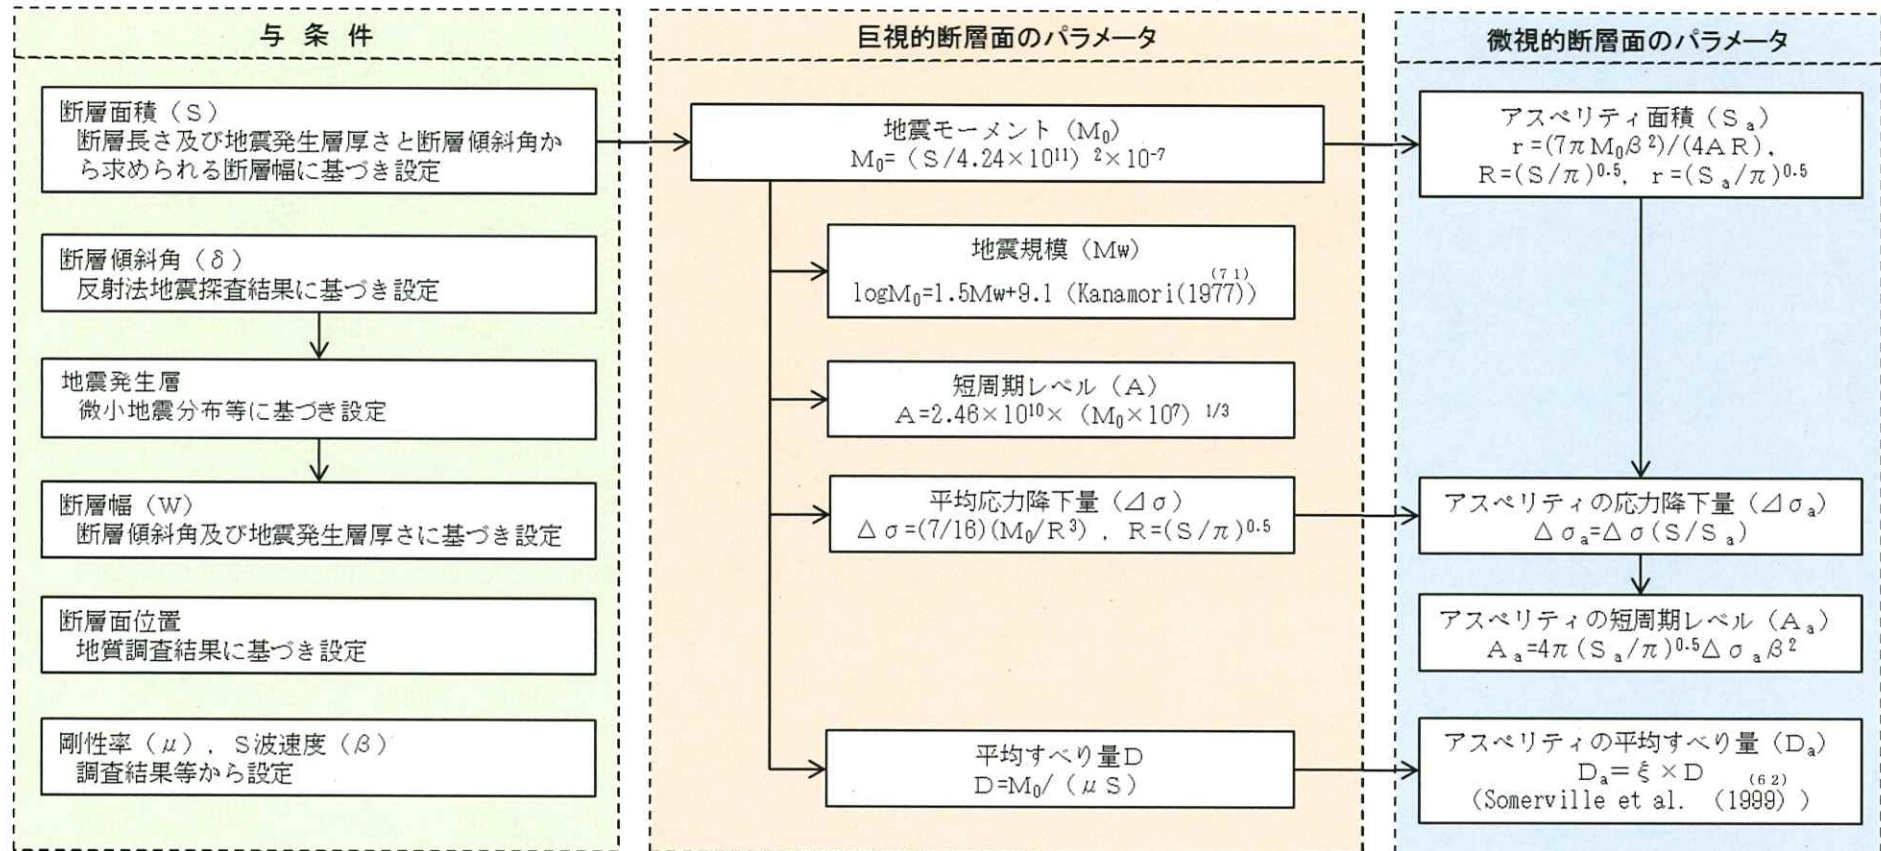 与 条 件
断層面積（S）
断層長さ及び地震発生層厚さと断層傾斜角か
ら求められる断層幅に基づき設定
断層傾斜角（δ）
反射法地震探査結果に基づき設定
地震発生層
微小地震分布等に基づき設定
断層幅（W）
断層傾斜角及び地震発生層厚さに基づき設定
断層面位置
地質調査結果に基づき設定
剛性率（μ），S波速度（β）
調査結果等から設定
巨視的断層面のパラメータ
地震モーメント（M₀）
M₀=（S/4.24×10¹¹）²×10⁻⁷
地震規模（Mw）
logM₀=1.5Mw+9.1（Kanamori(1977)⁽⁷¹⁾）
短周期レベル（A）
A=2.46×10¹⁰×（M₀×10⁷）¹/³
平均応力降下量（⊿σ）
Δσ=(7/16)(M₀/R³)，R=(S/π)⁰·⁵
平均すべり量D
D=M₀/（μS）
微視的断層面のパラメータ
アスペリティ面積（Sₐ）
r=(7πM₀β²)/(4AR)，
R=(S/π)⁰·⁵，r=(Sₐ/π)⁰·⁵
アスペリティの応力降下量（⊿σₐ）
Δσₐ=Δσ(S/Sₐ)
アスペリティの短周期レベル（Aₐ）
Aₐ=4π(Sₐ/π)⁰·⁵Δσₐβ²
アスペリティの平均すべり量（Dₐ）
Dₐ=ξ×D
（Somerville et al.（1999）⁽⁶²⁾）